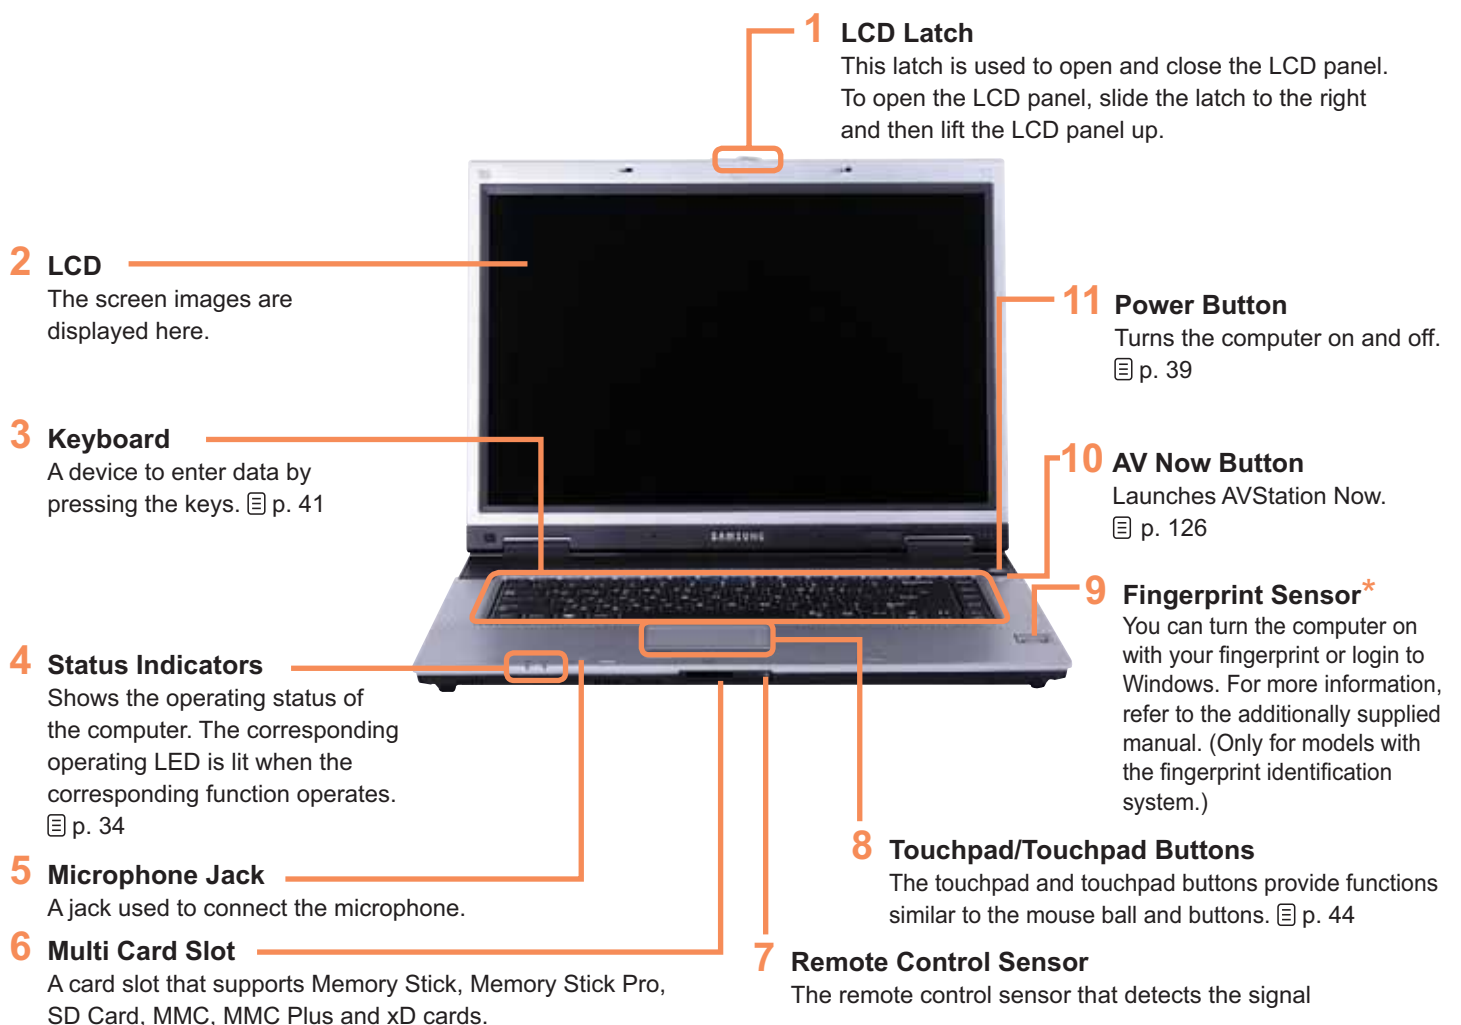 1 LCD Latch
This latch is used to open and close the LCD panel.
To open the LCD panel, slide the latch to the right
and then lift the LCD panel up.
2 LCD
The screen images are
displayed here.
3 Keyboard
A device to enter data by
pressing the keys. p. 41
4 Status Indicators
Shows the operating status of
the computer. The corresponding
operating LED is lit when the
corresponding function operates.
p. 34
5 Microphone Jack
A jack used to connect the microphone.
6 Multi Card Slot
A card slot that supports Memory Stick, Memory Stick Pro,
SD Card, MMC, MMC Plus and xD cards.
SAMSUNG
11 Power Button
Turns the computer on and off.
p. 39
10 AV Now Button
Launches AVStation Now.
p. 126
9 Fingerprint Sensor*
You can turn the computer on
with your fingerprint or login to
Windows. For more information,
refer to the additionally supplied
manual. (Only for models with
the fingerprint identification
system.)
8 Touchpad/Touchpad Buttons
The touchpad and touchpad buttons provide functions
similar to the mouse ball and buttons. p. 44
7 Remote Control Sensor
The remote control sensor that detects the signal